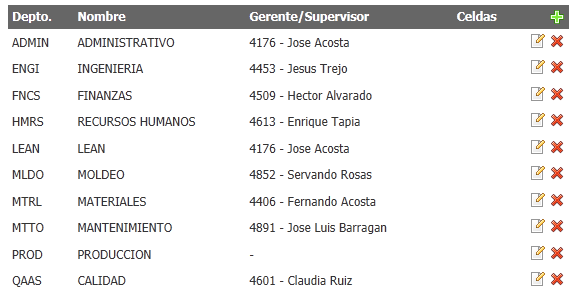 Depto. Nombre Gerente/Supervisor Celdas
ADMIN ADMINISTRATIVO 4176 - Jose Acosta
ENGI INGENIERIA 4453 - Jesus Trejo
FNCS FINANZAS 4509 - Hector Alvarado
HMRS RECURSOS HUMANOS 4613 - Enrique Tapia
LEAN LEAN 4176 - Jose Acosta
MLDO MOLDEO 4852 - Servando Rosas
MTRL MATERIALES 4406 - Fernando Acosta
MTTO MANTENIMIENTO 4891 - Jose Luis Barragan
PROD PRODUCCION -
QAAS CALIDAD 4601 - Claudia Ruiz